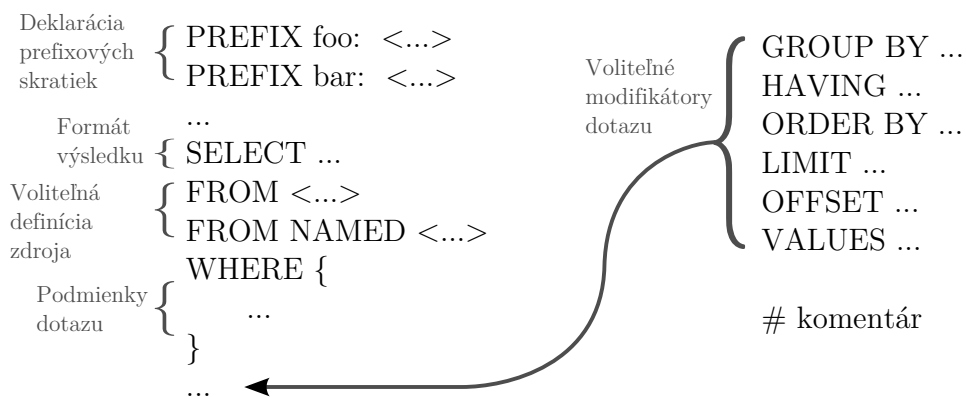 Deklarácia
prefixových
skratiek
PREFIX foo: <...>
PREFIX bar: <...>
...
Formát
výsledku
SELECT ...
Voliteľná
definícia
zdroja
FROM <...>
FROM NAMED <...>
WHERE {
Podmienky
dotazu
...
}
...
Voliteľné
modifikátory
dotazu
GROUP BY ...
HAVING ...
ORDER BY ...
LIMIT ...
OFFSET ...
VALUES ...
# komentár